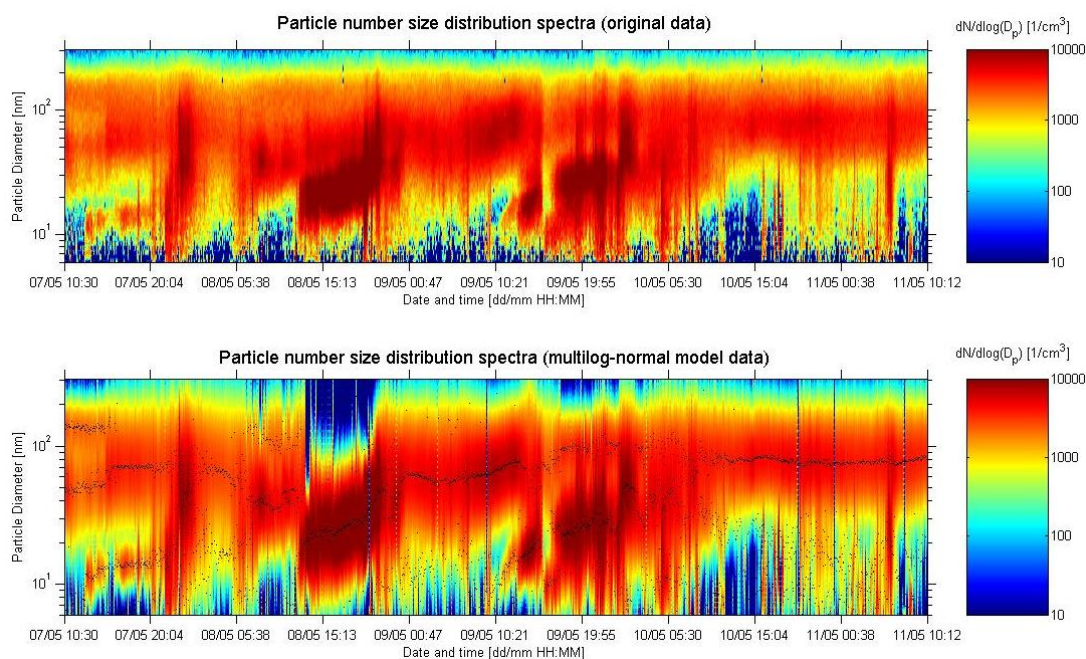 Particle number size distribution spectra (original data)
dN/dlog(D_p) [1/cm³]
10000
1000
100
10
Particle Diameter [nm]
10²
10¹
07/05 10:30 07/05 20:04 08/05 05:38 08/05 15:13 09/05 00:47 09/05 10:21 09/05 19:55 10/05 05:30 10/05 15:04 11/05 00:38 11/05 10:12
Date and time [dd/mm HH:MM]
Particle number size distribution spectra (multilog-normal model data)
dN/dlog(D_p) [1/cm³]
10000
1000
100
10
Particle Diameter [nm]
10²
10¹
07/05 10:30 07/05 20:04 08/05 05:38 08/05 15:13 09/05 00:47 09/05 10:21 09/05 19:55 10/05 05:30 10/05 15:04 11/05 00:38 11/05 10:12
Date and time [dd/mm HH:MM]